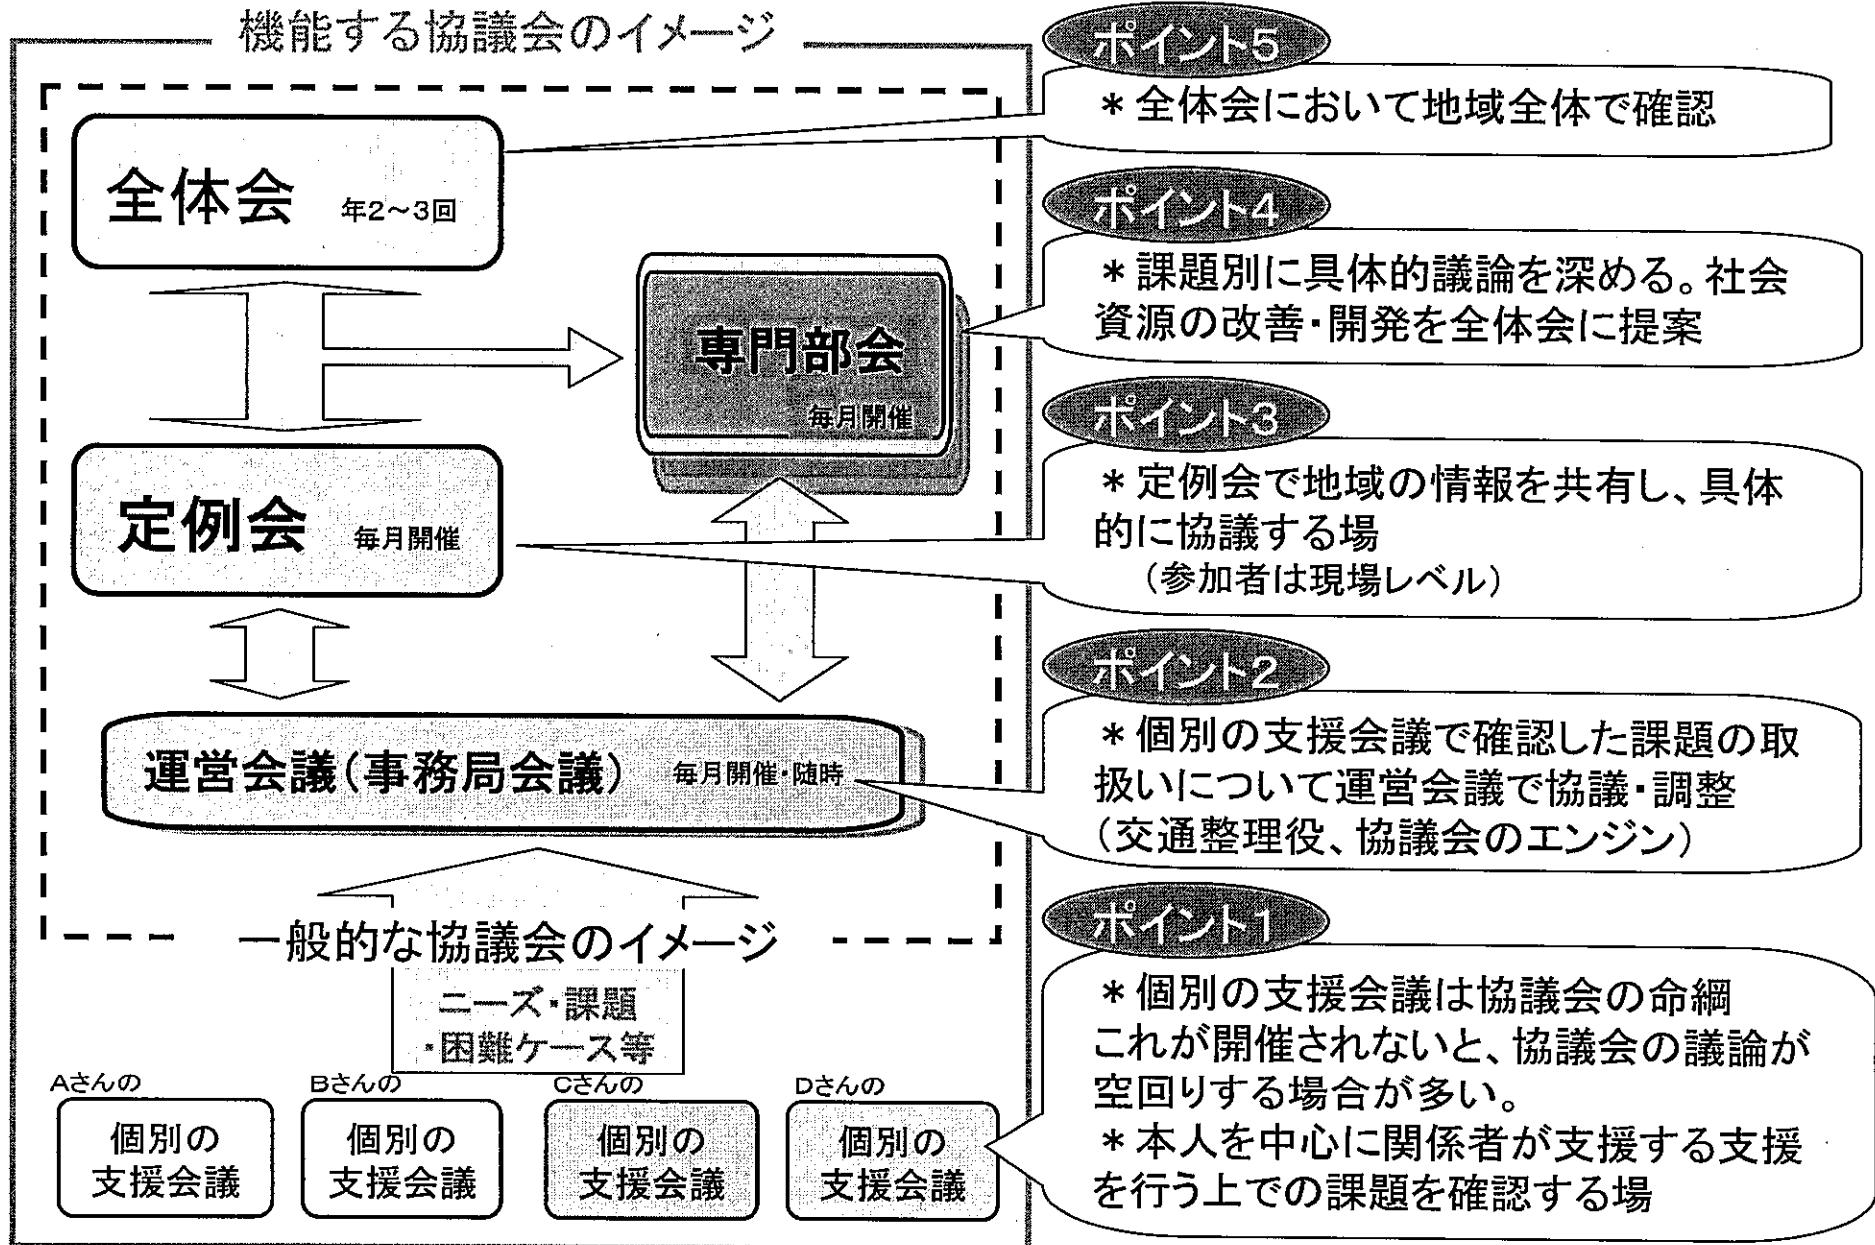 機能する協議会のイメージ
全体会 年2～3回
専門部会
毎月開催
定例会 毎月開催
運営会議(事務局会議) 毎月開催・随時
一般的な協議会のイメージ
ニーズ・課題
・困難ケース等
Aさんの
個別の
支援会議
Bさんの
個別の
支援会議
Cさんの
個別の
支援会議
Dさんの
個別の
支援会議
ポイント5
＊全体会において地域全体で確認
ポイント4
＊課題別に具体的議論を深める。社会
資源の改善・開発を全体会に提案
ポイント3
＊定例会で地域の情報を共有し、具体
的に協議する場
（参加者は現場レベル）
ポイント2
＊個別の支援会議で確認した課題の取
扱いについて運営会議で協議・調整
（交通整理役、協議会のエンジン）
ポイント1
＊個別の支援会議は協議会の命綱
これが開催されないと、協議会の議論が
空回りする場合が多い。
＊本人を中心に関係者が支援する支援
を行う上での課題を確認する場